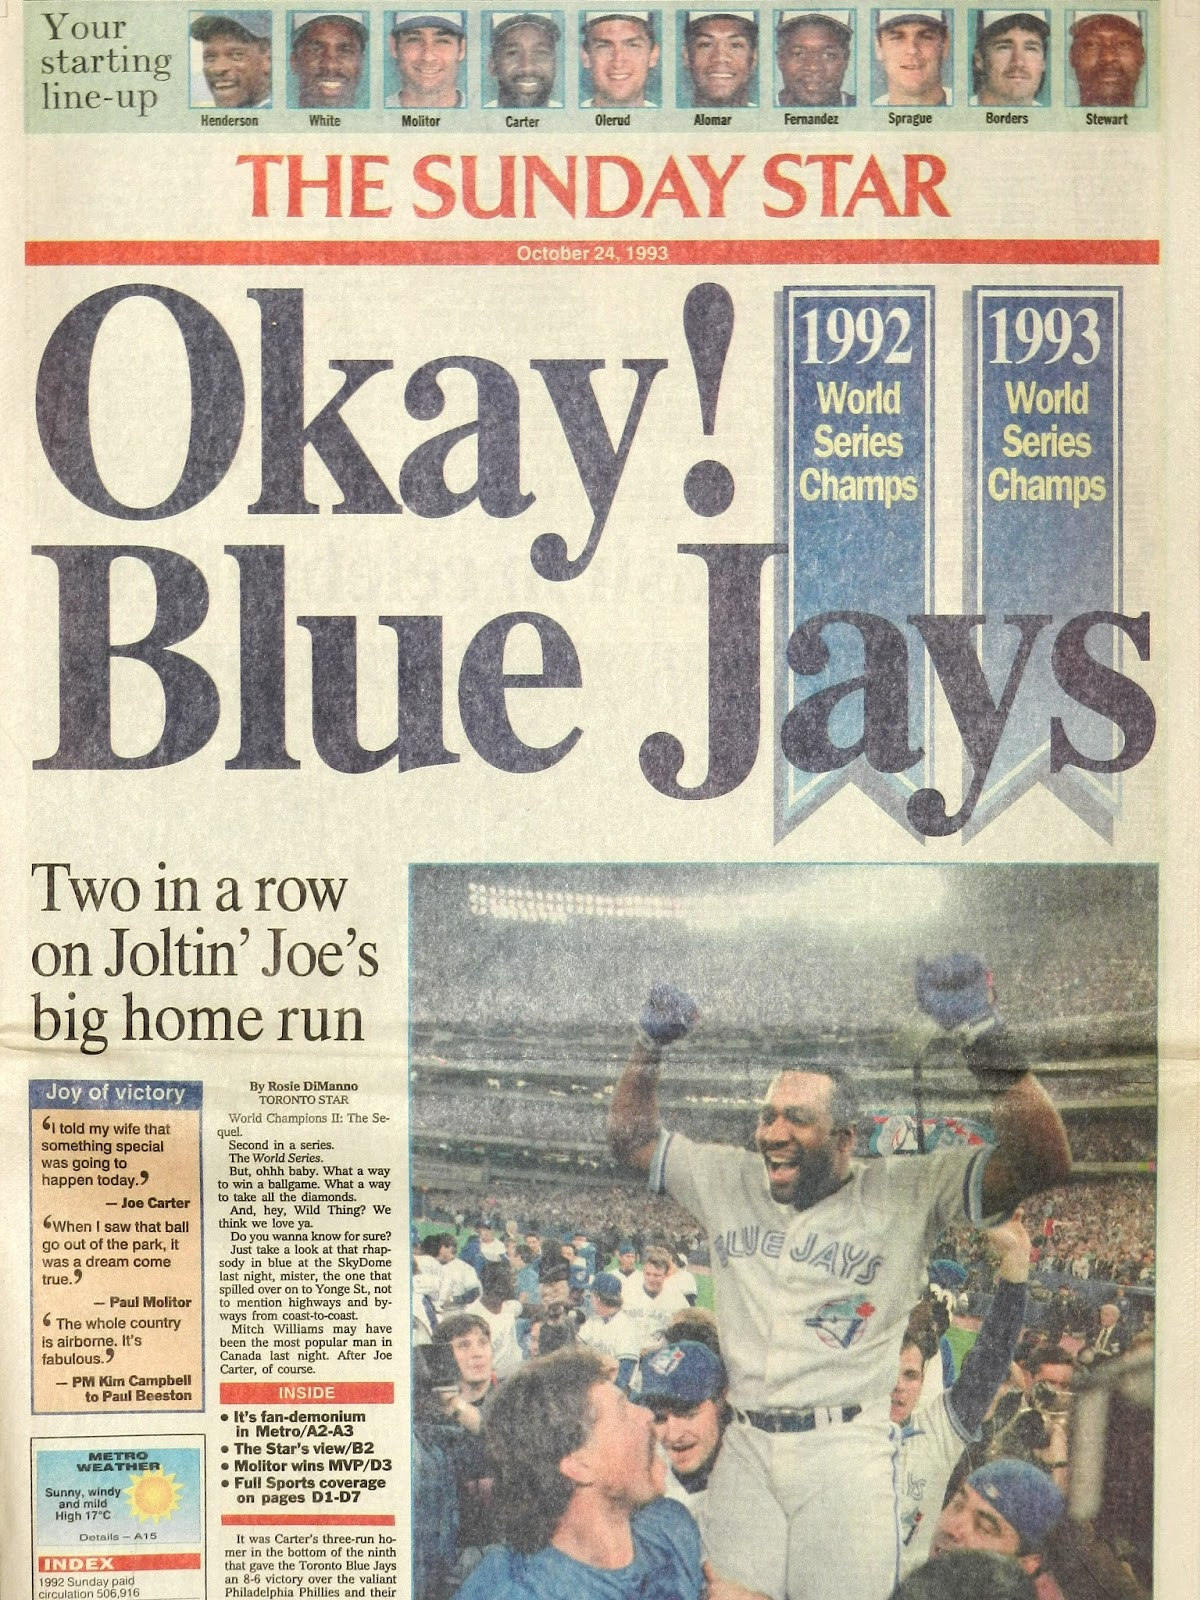 Your
starting
line-up
Henderson White Molitor Carter Olerud Alomar Fernandez Sprague Borders Stewart
THE SUNDAY STAR
October 24, 1993
Okay!
Blue Jays
1992
World
Series
Champs
1993
World
Series
Champs
Two in a row
on Joltin' Joe's
big home run
Joy of victory
‘I told my wife that
something special
was going to
happen today.’
— Joe Carter
‘When I saw that ball
go out of the park, it
was a dream come
true.’
— Paul Molitor
‘ The whole country
is airborne. It's
fabulous.’
— PM Kim Campbell
to Paul Beeston
METRO
WEATHER
Sunny, windy
and mild
High 17°C
Details – A15
INDEX
1992 Sunday paid
circulation 506,916
By Rosie DiManno
TORONTO STAR
World Champions II: The Se-
quel.
Second in a series.
The World Series.
But, ohhh baby. What a way
to win a ballgame. What a way
to take all the diamonds.
And, hey, Wild Thing? We
think we love ya.
Do you wanna know for sure?
Just take a look at that rhap-
sody in blue at the SkyDome
last night, mister, the one that
spilled over on to Yonge St., not
to mention highways and by-
ways from coast-to-coast.
Mitch Williams may have
been the most popular man in
Canada last night. After Joe
Carter, of course.
INSIDE
● It's fan-demonium
in Metro/A2-A3
● The Star's view/B2
● Molitor wins MVP/D3
● Full Sports coverage
on pages D1-D7
It was Carter's three-run ho-
mer in the bottom of the ninth
that gave the Toronto Blue Jays
an 8-6 victory over the valiant
Philadelphia Phillies and their
BLUE JAYS